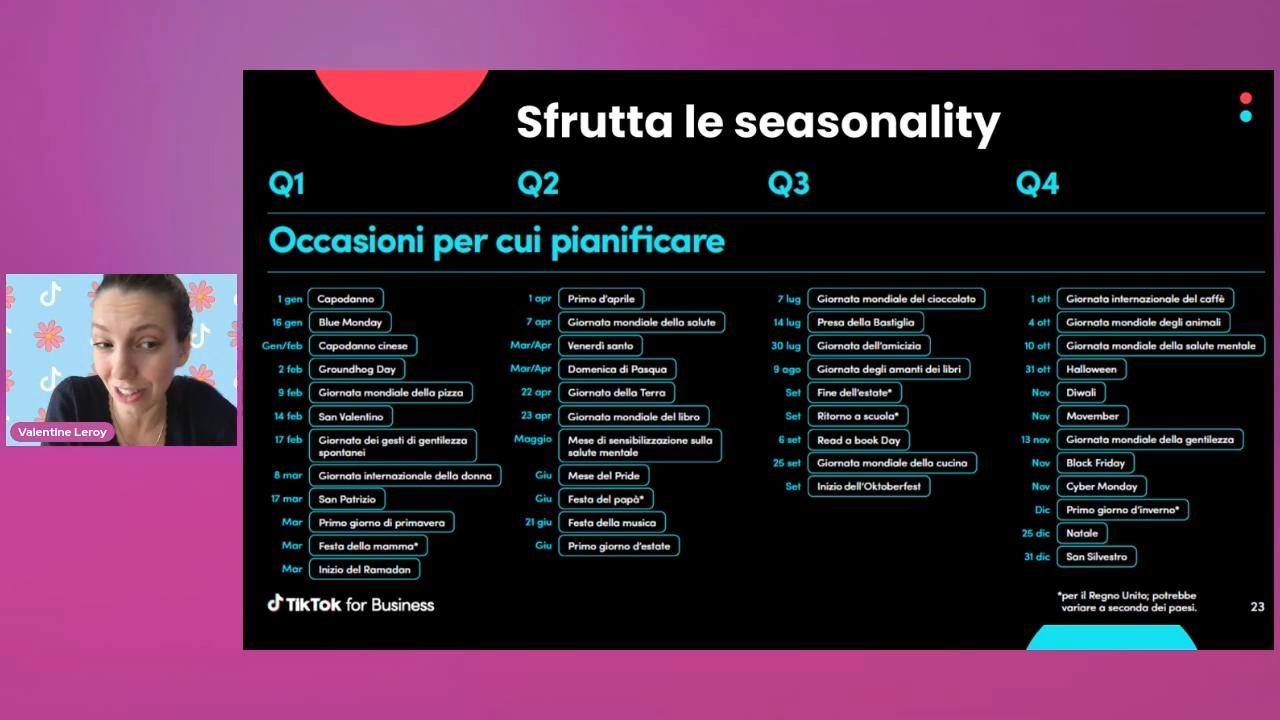 Sfrutta le seasonality
Q1
Q2
Q3
Q4
Occasioni per cui pianificare
1 gen Capodanno
16 gen Blue Monday
Gen/feb Capodanno cinese
2 feb Groundhog Day
9 feb Giornata mondiale della pizza
14 feb San Valentino
17 feb Giornata dei gesti di gentilezza
spontanei
8 mar Giornata internazionale della donna
17 mar San Patrizio
Mar Primo giorno di primavera
Mar Festa della mamma*
Mar Inizio del Ramadan
1 apr Primo d'aprile
7 apr Giornata mondiale della salute
Mar/Apr Venerdì santo
Mar/Apr Domenica di Pasqua
22 apr Giornata della Terra
23 apr Giornata mondiale del libro
Maggio Mese di sensibilizzazione sulla
salute mentale
Giu Mese del Pride
Giu Festa del papà*
21 giu Festa della musica
Giu Primo giorno d'estate
7 lug Giornata mondiale del cioccolato
14 lug Presa della Bastiglia
30 lug Giornata dell'amicizia
9 ago Giornata degli amanti dei libri
Set Fine dell'estate*
Set Ritorno a scuola*
6 set Read a book Day
25 set Giornata mondiale della cucina
Set Inizio dell'Oktoberfest
1 ott Giornata internazionale del caffè
4 ott Giornata mondiale degli animali
10 ott Giornata mondiale della salute mentale
31 ott Halloween
Nov Diwali
Nov Movember
13 nov Giornata mondiale della gentilezza
Nov Black Friday
Nov Cyber Monday
Dic Primo giorno d'inverno*
25 dic Natale
31 dic San Silvestro
Valentine Leroy
TikTok for Business
*per il Regno Unito; potrebbe
variare a seconda dei paesi.
23